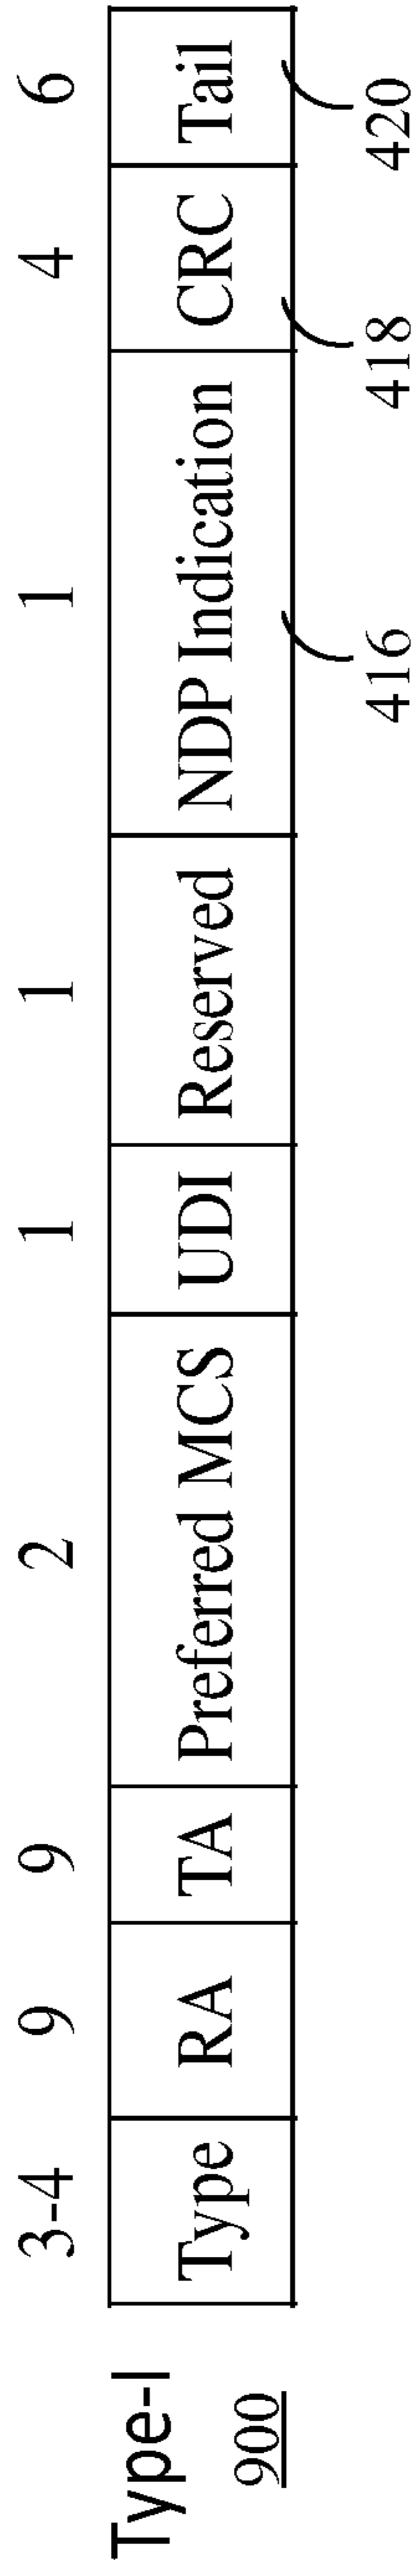 3-4 9 9 2 1 1 1 4 6
Type-I Type RA TA Preferred MCS UDI Reserved NDP Indication CRC Tail
900
416 418 420